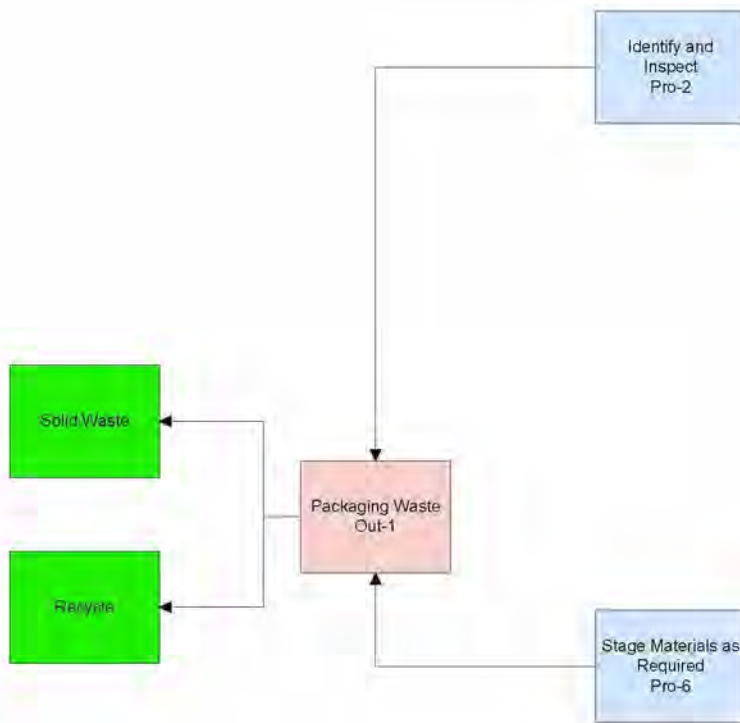 Identify and
Inspect
Pro-2
Solid Waste
Packaging Waste
Out-1
Recycle
Stage Materials as
Required
Pro-6